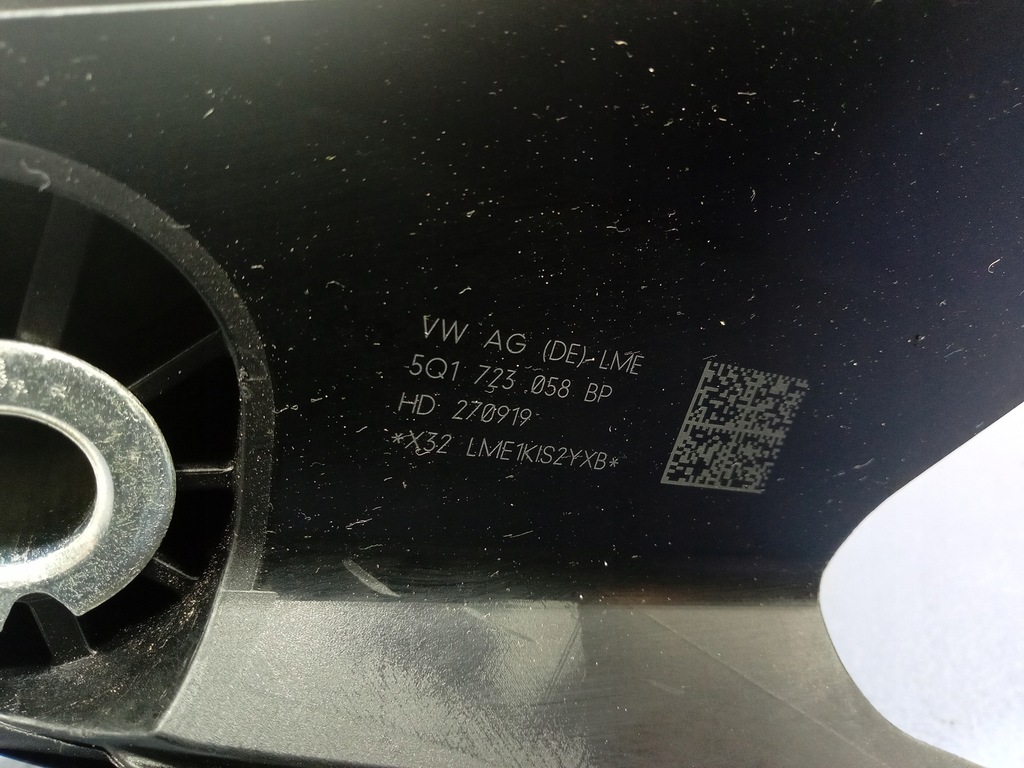 VW AG (DE)-LME
5Q1 723 058 BP
HD 270919
*X32 LME1KIS2YXB*